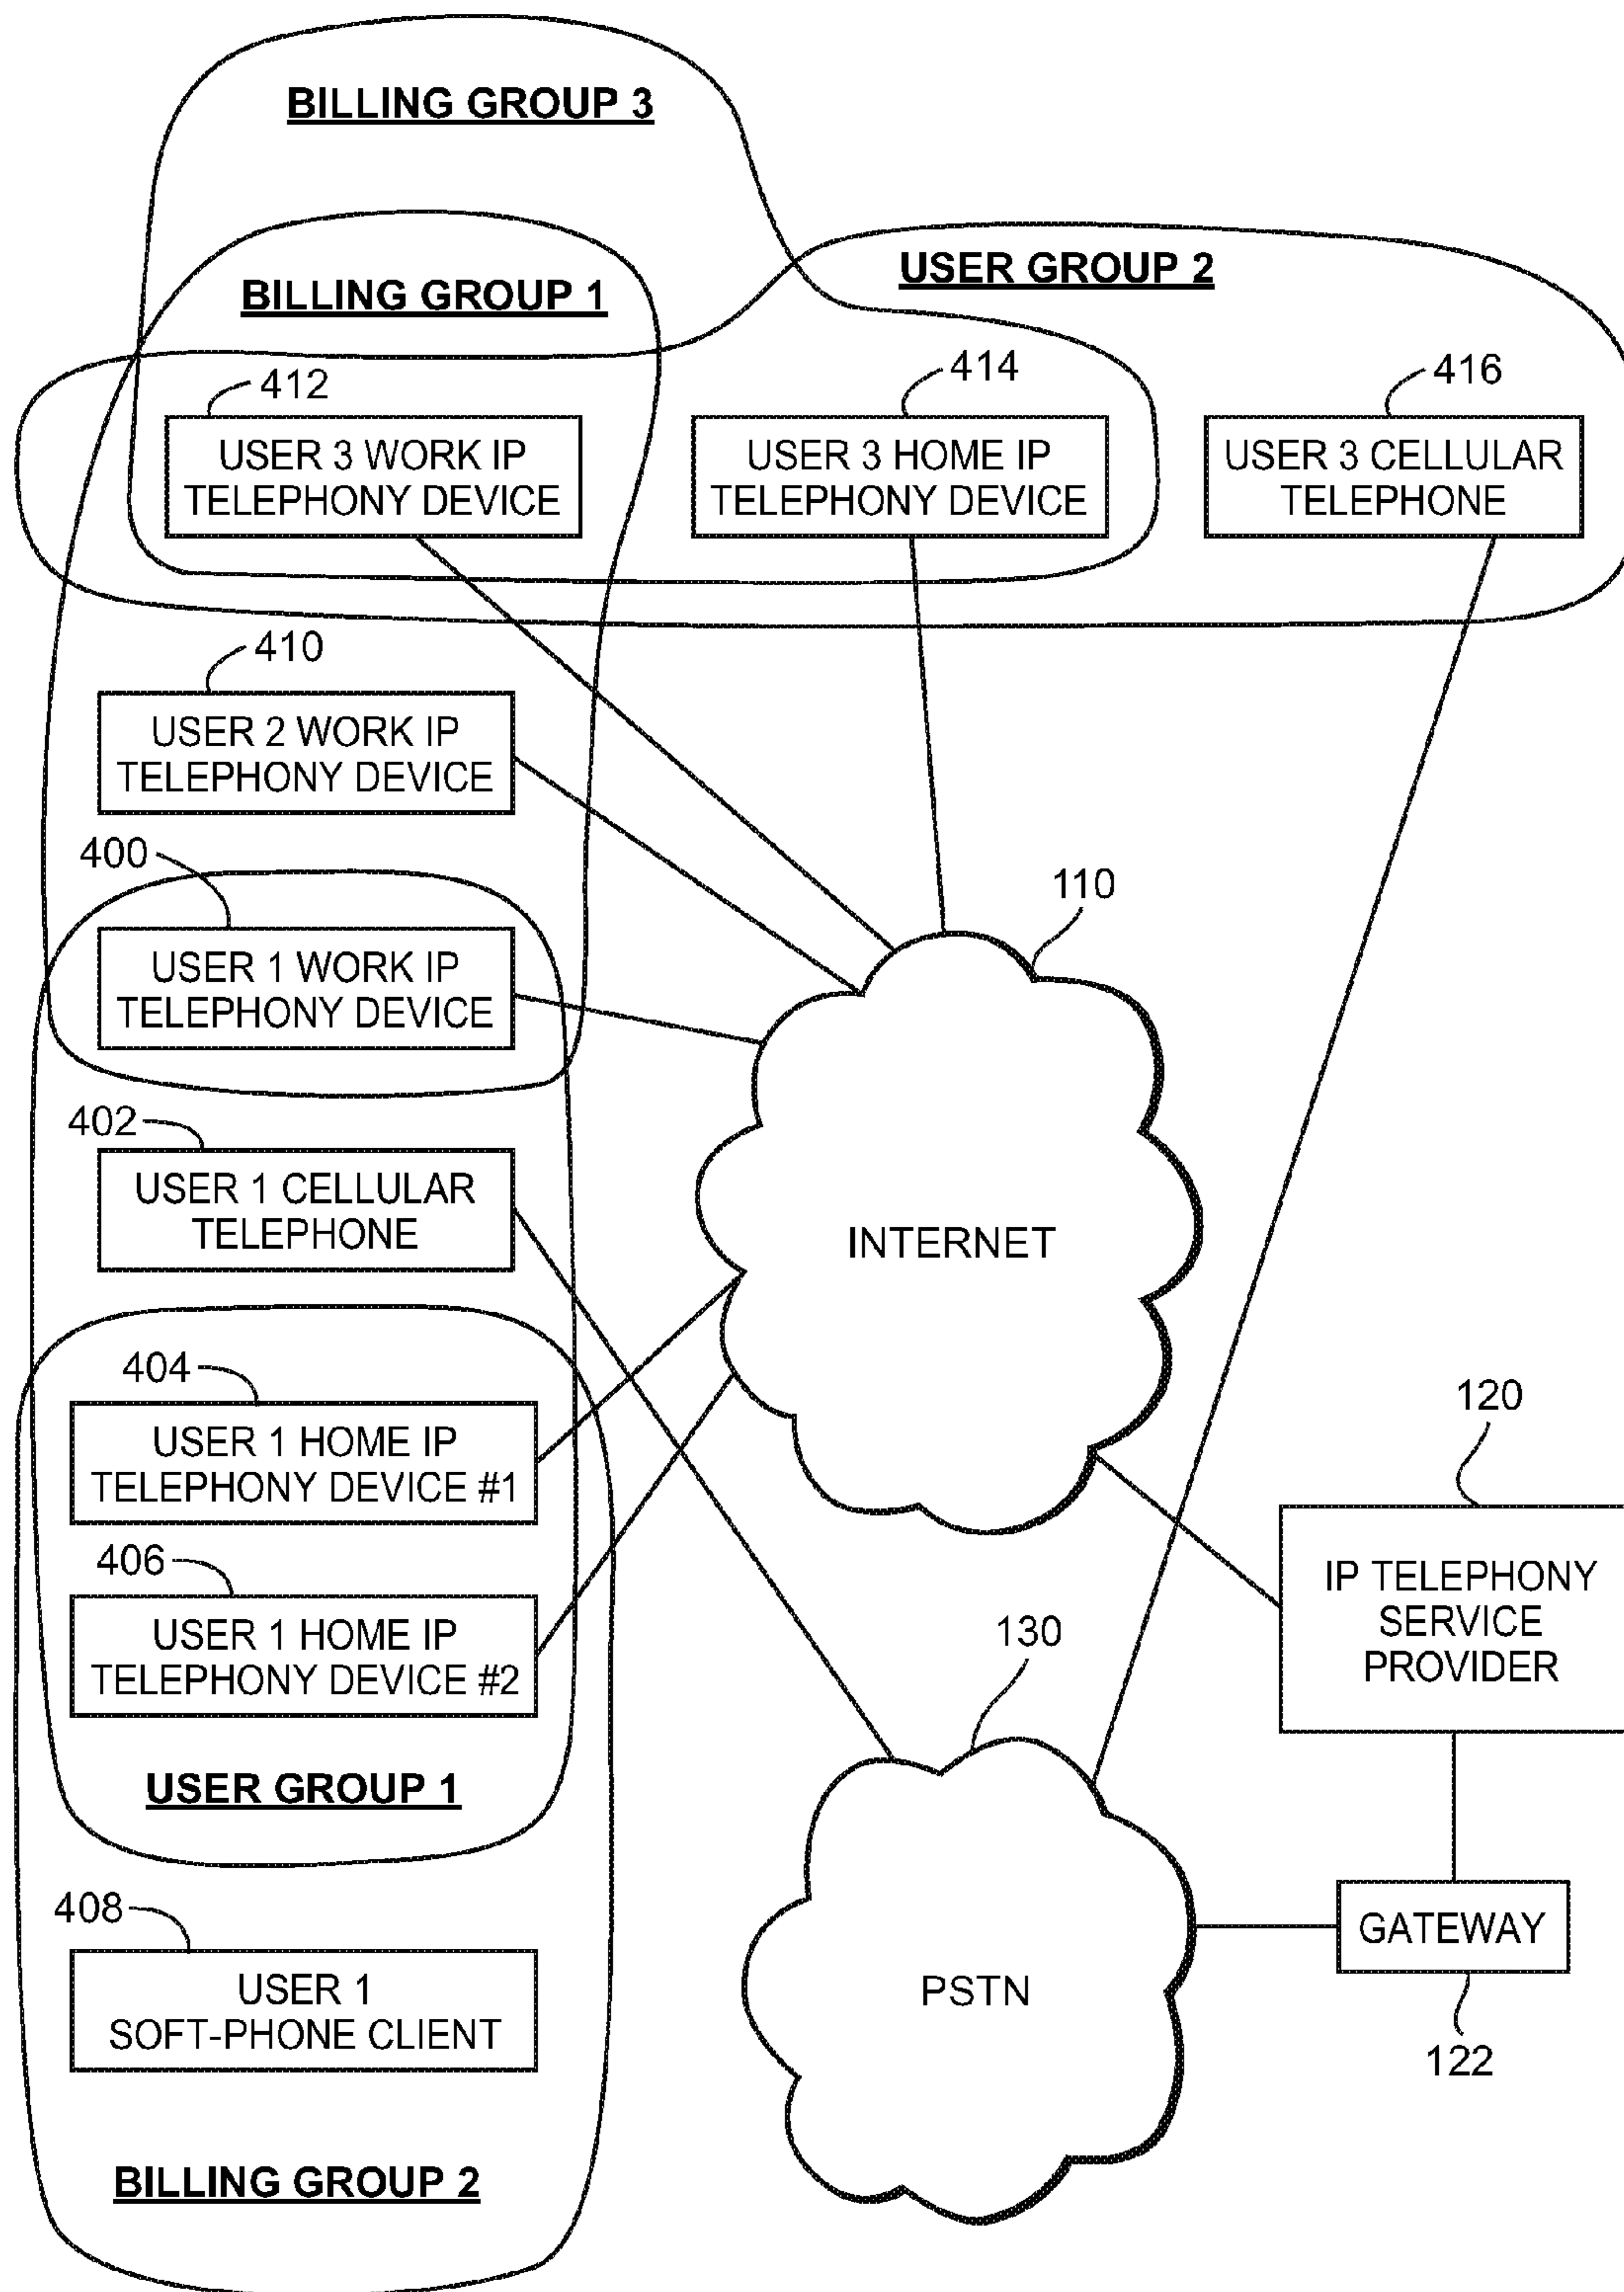 BILLING GROUP 3
BILLING GROUP 1
USER GROUP 2
412
414
416
USER 3 WORK IP
TELEPHONY DEVICE
USER 3 HOME IP
TELEPHONY DEVICE
USER 3 CELLULAR
TELEPHONE
410
USER 2 WORK IP
TELEPHONY DEVICE
400
USER 1 WORK IP
TELEPHONY DEVICE
110
402
USER 1 CELLULAR
TELEPHONE
INTERNET
404
USER 1 HOME IP
TELEPHONY DEVICE #1
406
USER 1 HOME IP
TELEPHONY DEVICE #2
120
IP TELEPHONY
SERVICE
PROVIDER
130
USER GROUP 1
408
USER 1
SOFT-PHONE CLIENT
PSTN
GATEWAY
122
BILLING GROUP 2